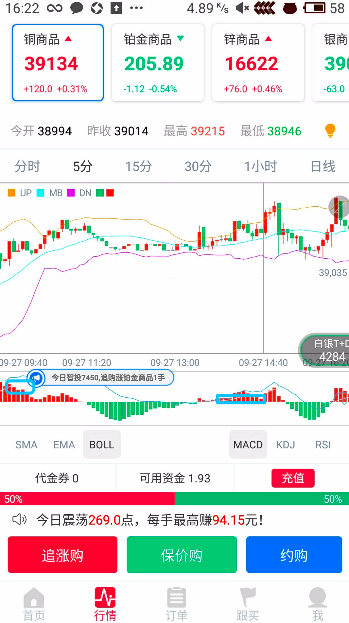 16:22 4.89 K/s 58
铜商品 铂金商品 锌商品 银
39134 205.89 16622 390
+120.0 +0.31% -1.12 -0.54% +76.0 +0.46% -63.0
今开 38994 昨收 39014 最高 39215 最低 38946
分时 5分 15分 30分 1小时 日线
UP MB DN
39,035
白银T+D
4284
09-27 09:40 09-27 11:20 09-27 13:00 09-27 14:40 09-27 16:20
今日智投7450,追购涨铂金商品1手
SMA EMA BOLL MACD KDJ RSI
代金券 0 可用资金 1.93 充值
50% 50%
今日震荡269.0点，每手最高赚94.15元！
追涨购 保价购 约购
首页 行情 订单 跟买 我